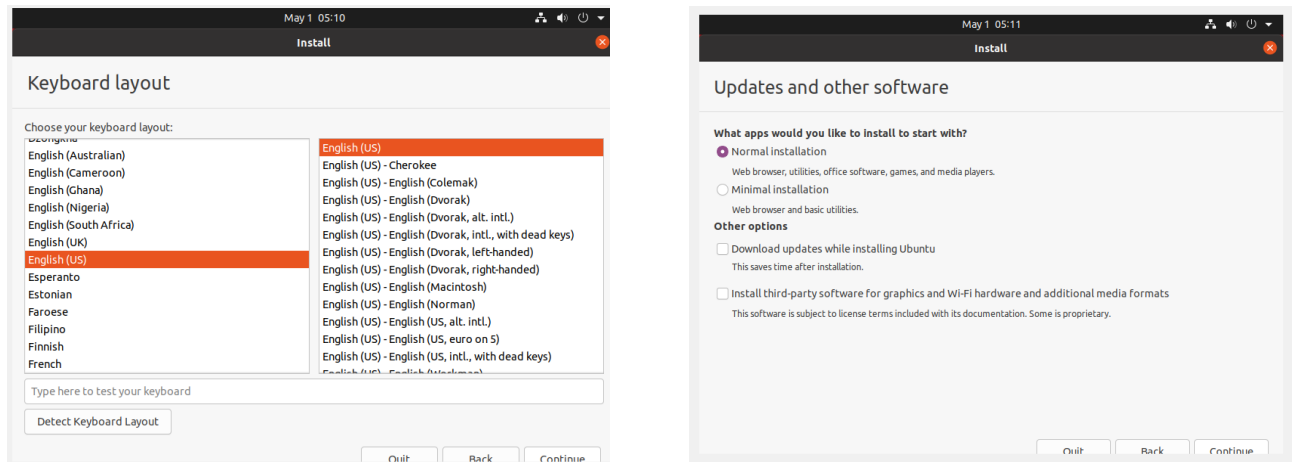 May 1 05:10
Install
Keyboard layout
Choose your keyboard layout:
Dzongkha
English (Australian)
English (Cameroon)
English (Ghana)
English (Nigeria)
English (South Africa)
English (UK)
English (US)
Esperanto
Estonian
Faroese
Filipino
Finnish
French
English (US)
English (US) - Cherokee
English (US) - English (Colemak)
English (US) - English (Dvorak)
English (US) - English (Dvorak, alt. intl.)
English (US) - English (Dvorak, intl., with dead keys)
English (US) - English (Dvorak, left-handed)
English (US) - English (Dvorak, right-handed)
English (US) - English (Macintosh)
English (US) - English (Norman)
English (US) - English (US, alt. intl.)
English (US) - English (US, euro on 5)
English (US) - English (US, intl., with dead keys)
English (US) - English (Workman)
Type here to test your keyboard
Detect Keyboard Layout
Quit Back Continue
May 1 05:11
Install
Updates and other software
What apps would you like to install to start with?
Normal installation
Web browser, utilities, office software, games, and media players.
Minimal installation
Web browser and basic utilities.
Other options
Download updates while installing Ubuntu
This saves time after installation.
Install third-party software for graphics and Wi-Fi hardware and additional media formats
This software is subject to license terms included with its documentation. Some is proprietary.
Quit Back Continue